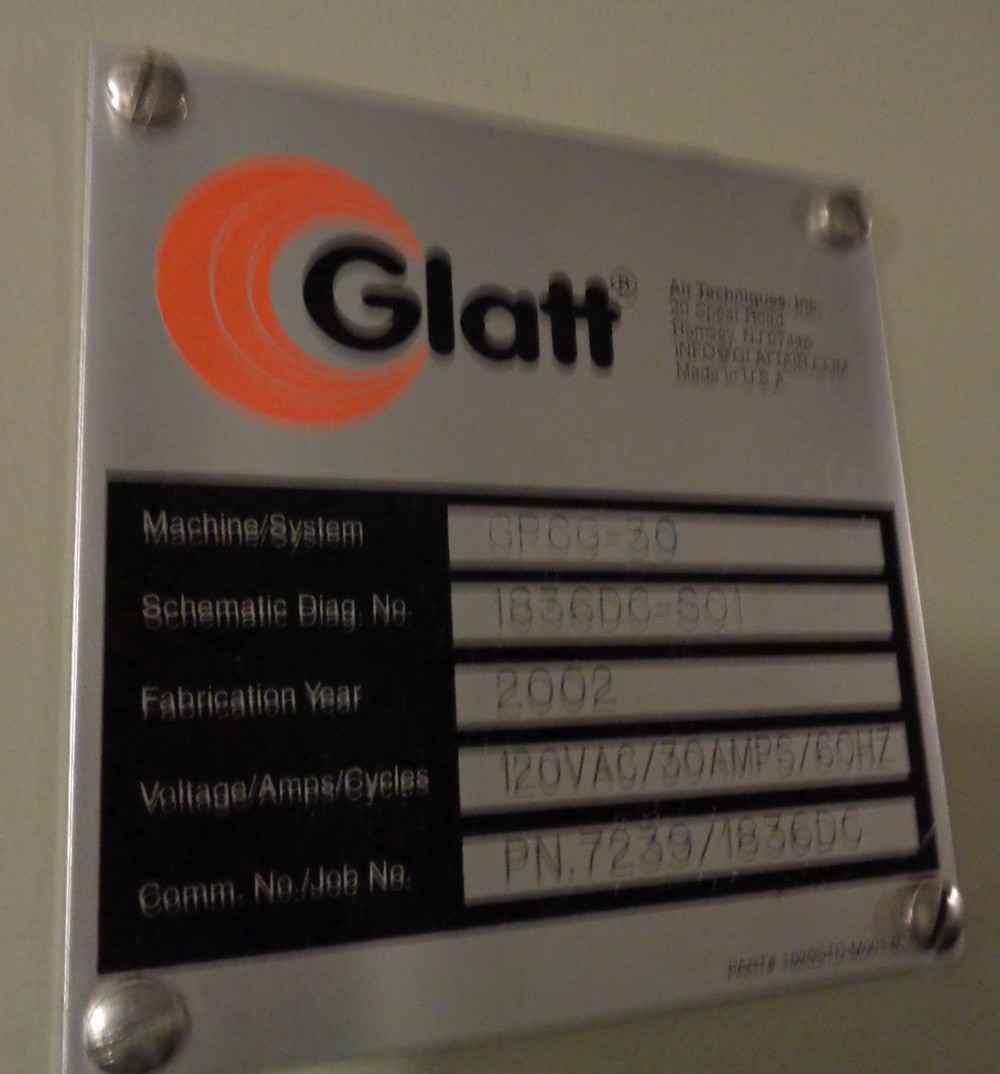 Glatt®
Air Techniques, Inc.
20 Spear Road
Ramsey, NJ 07446
INFO@GLATTAIR.COM
Made in U.S.A.
Machine/System GPCG-30
Schematic Diag. No. 1836DC-S01
Fabrication Year 2002
Voltage/Amps/Cycles 120VAC/30AMPS/60HZ
Comm. No./Job No. PN.7239/1836DC
PART#